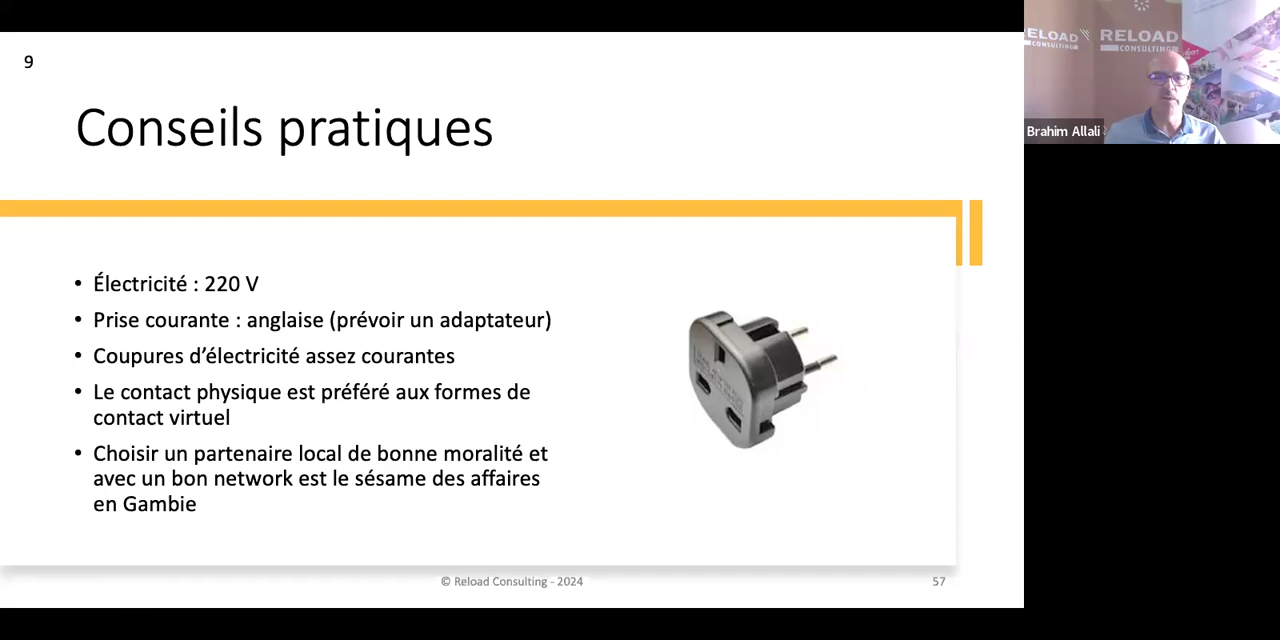 9
Conseils pratiques
• Électricité : 220 V
• Prise courante : anglaise (prévoir un adaptateur)
• Coupures d’électricité assez courantes
• Le contact physique est préféré aux formes de
contact virtuel
• Choisir un partenaire local de bonne moralité et
avec un bon network est le sésame des affaires
en Gambie
© Reload Consulting - 2024
57
RELOAD
CONSULTING
Brahim Allali